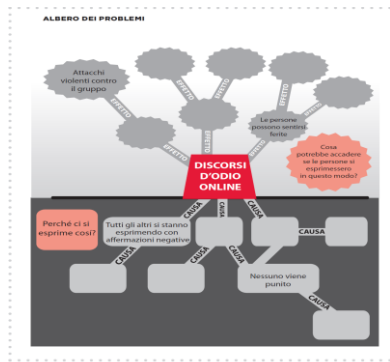 ALBERO DEI PROBLEMI
Attacchi
violenti contro
il gruppo
EFFETTO
EFFETTO
EFFETTO
EFFETTO
EFFETTO
EFFETTO
EFFETTO
Le persone
possono sentirsi
ferite
Cosa
potrebbe accadere
se le persone si
esprimessero
in questo modo?
DISCORSI
D'ODIO
ONLINE
Perché ci si
esprime così?
CAUSA
CAUSA
CAUSA
Tutti gli altri si stanno
esprimendo con
affermazioni negative
CAUSA
CAUSA
CAUSA
CAUSA
Nessuno viene
punito
CAUSA